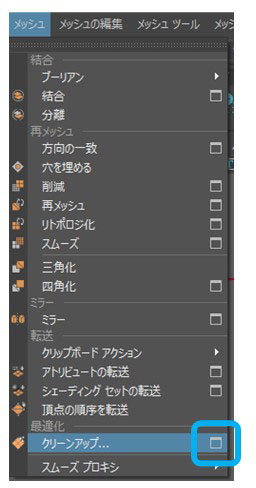 メッシュ メッシュの編集 メッシュ ツール
結合
ブーリアン
結合
分離
再メッシュ
方向の一致
穴を埋める
削減
再メッシュ
リトポロジ化
スムーズ
三角化
四角化
ミラー
ミラー
転送
クリップボード アクション
アトリビュートの転送
シェーディング セットの転送
頂点の順序を転送
最適化
クリーンアップ...
スムーズ プロキシ